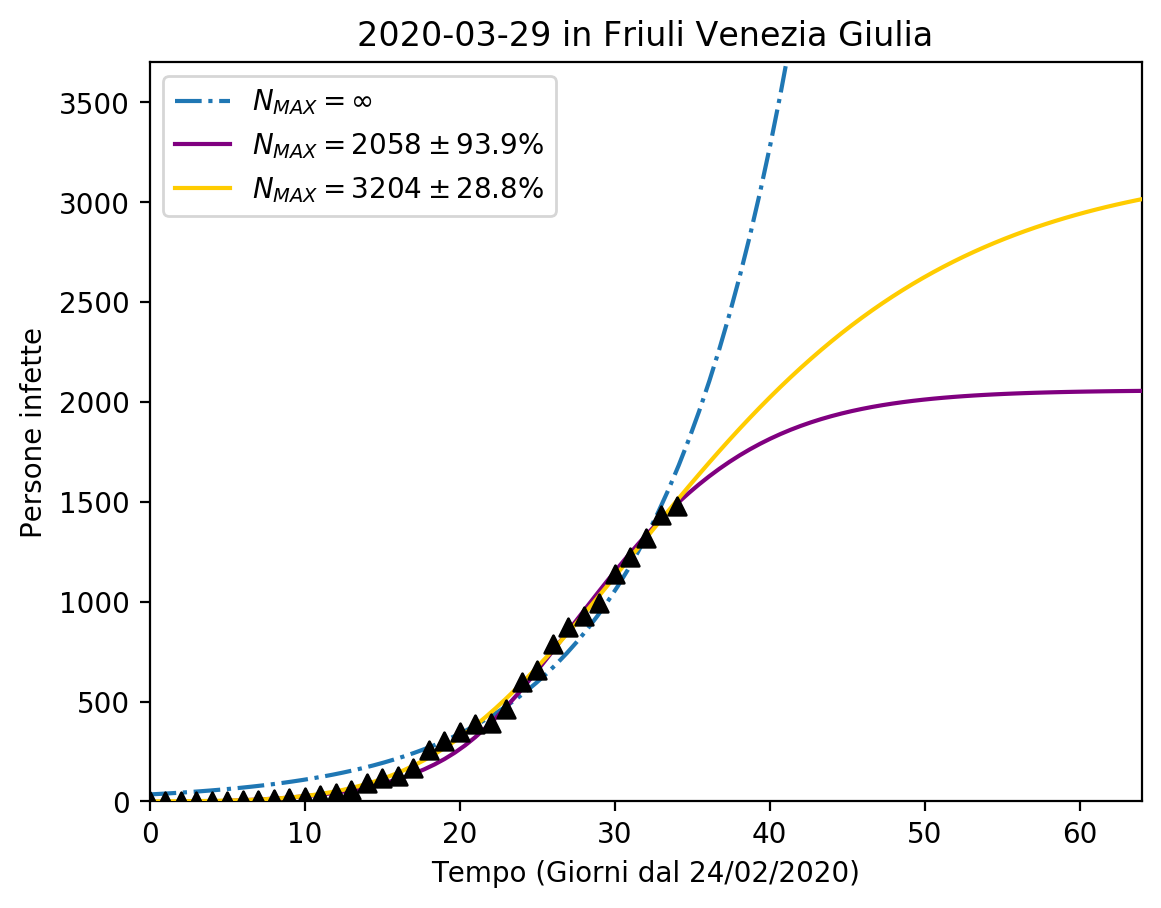 2020-03-29 in Friuli Venezia Giulia
N_MAX = ∞
N_MAX = 2058 ± 93.9%
N_MAX = 3204 ± 28.8%
3500
3000
2500
2000
1500
1000
500
0
Persone infette
0 10 20 30 40 50 60
Tempo (Giorni dal 24/02/2020)